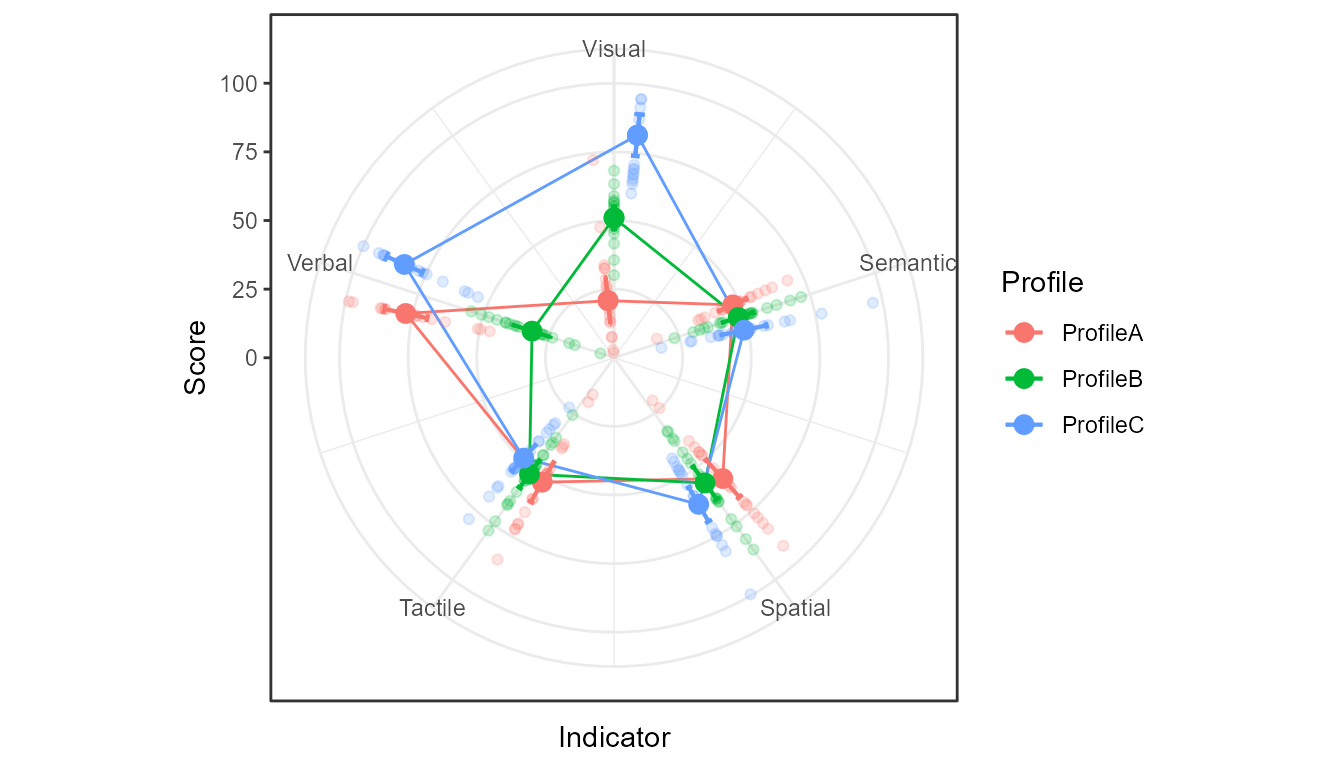 Visual
100
75
50
25
0
Verbal
Semantic
Tactile
Spatial
Score
Indicator
Profile
ProfileA
ProfileB
ProfileC